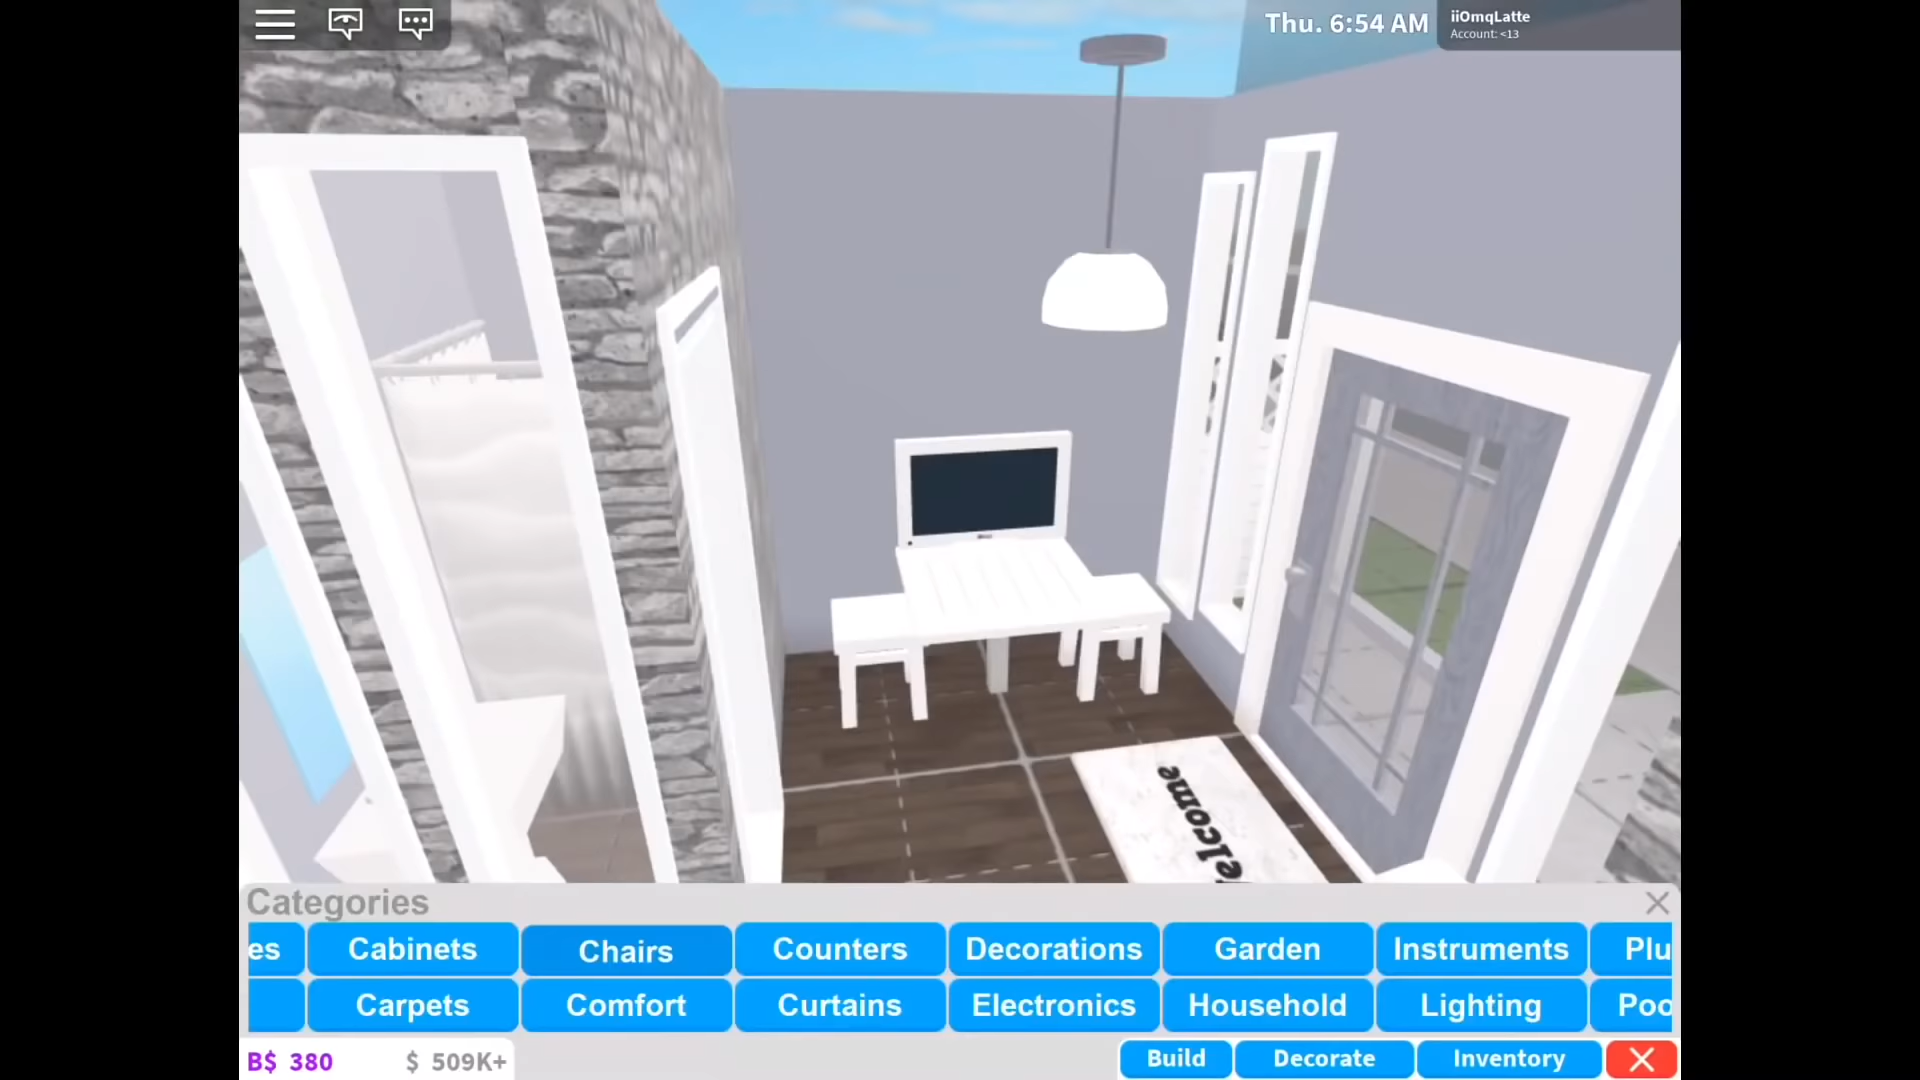 Thu. 6:54 AM
iiOmqLatte
Account: <13
Welcome
Categories
es Cabinets Chairs Counters Decorations Garden Instruments Plu
Carpets Comfort Curtains Electronics Household Lighting Poo
B$ 380 $ 509K+ Build Decorate Inventory